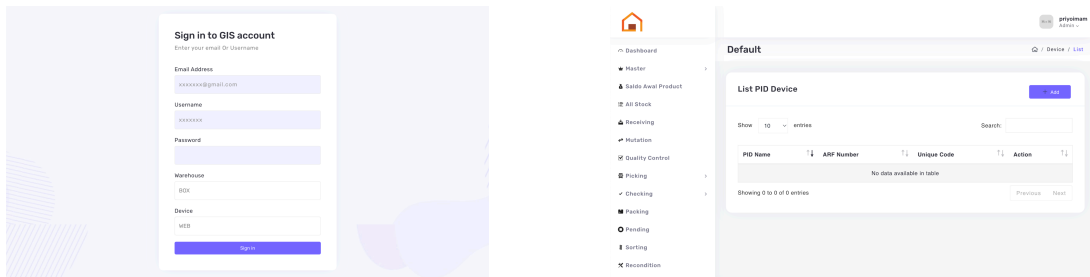 Sign in to GIS account
Enter your email Or Username
Email Address
xxxxxxx@gmail.com
Username
xxxxxxx
Password
Warehouse
BOX
Device
WEB
Sign in
Dashboard
Master
Saldo Awal Product
All Stock
Receiving
Mutation
Quality Control
Picking
Checking
Packing
Pending
Sorting
Recondition
priyoimam
Admin
Default
/ Device / List
List PID Device
+ Add
Show 10 entries
Search:
PID Name ARF Number Unique Code Action
No data available in table
Showing 0 to 0 of 0 entries
Previous Next